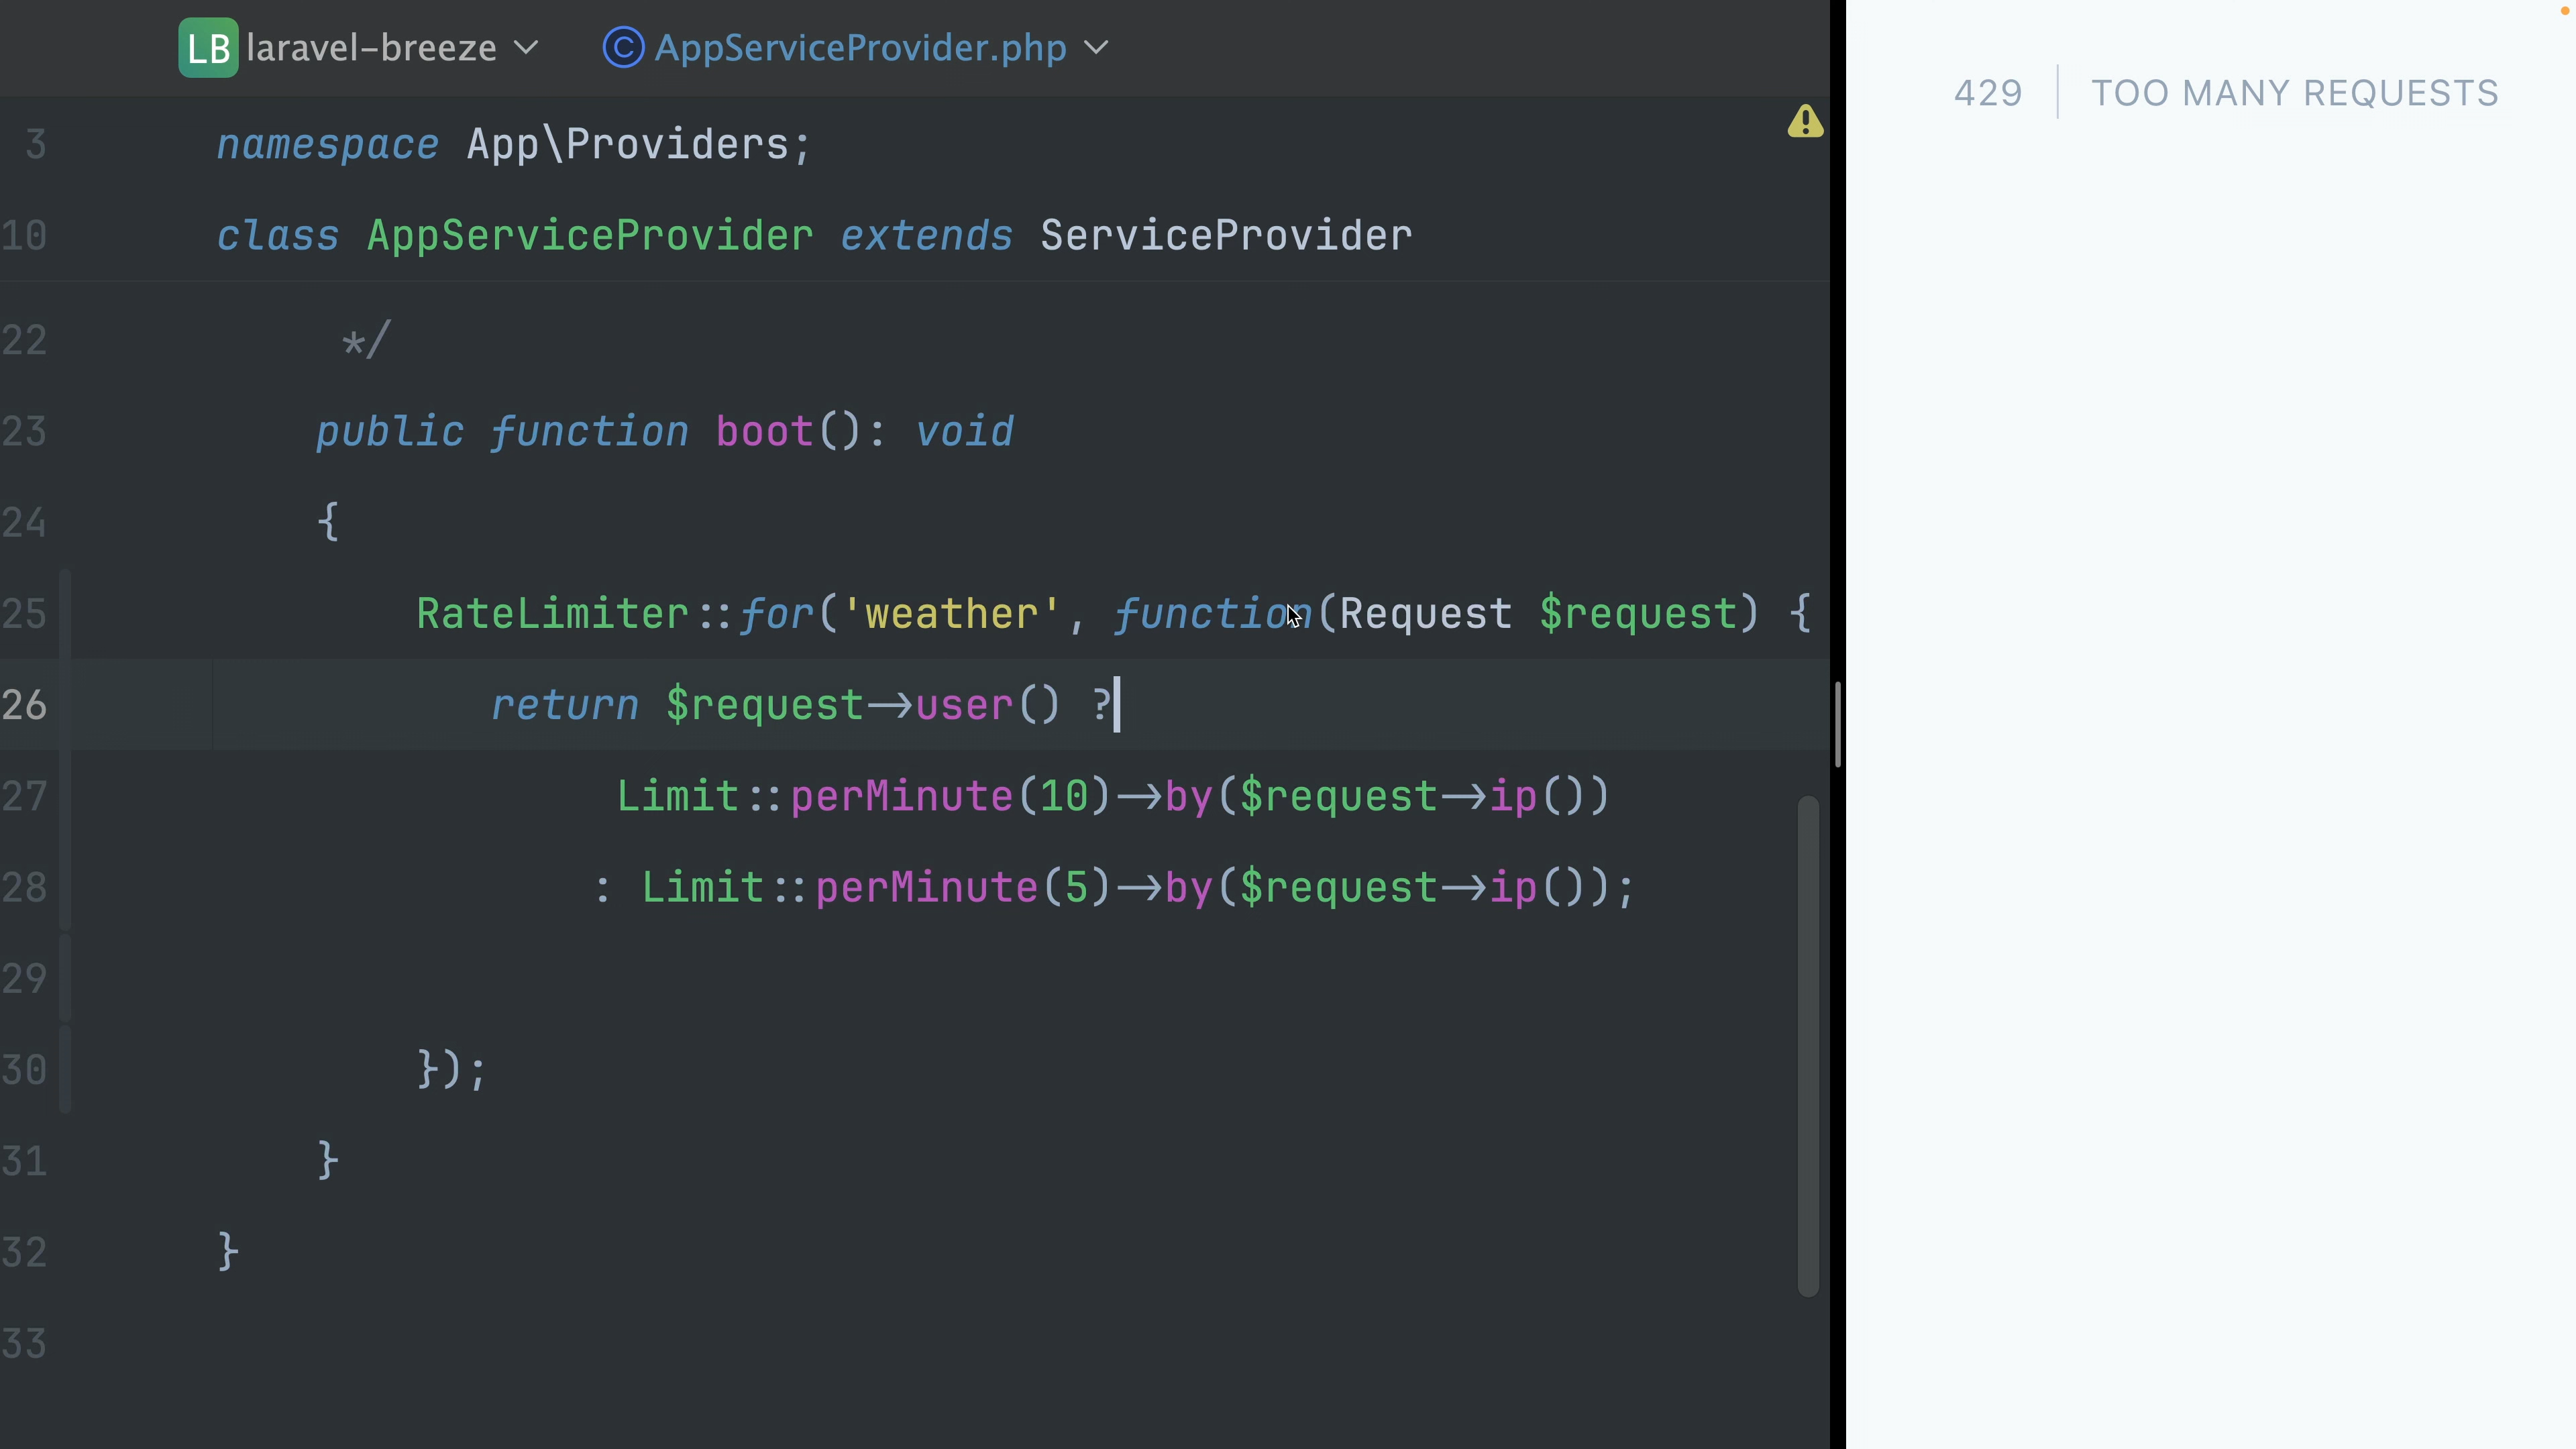 LB laravel-breeze AppServiceProvider.php
429 TOO MANY REQUESTS
3 namespace App\Providers;
10 class AppServiceProvider extends ServiceProvider
22 */
23 public function boot(): void
24 {
25 RateLimiter::for('weather', function(Request $request) {
26 return $request->user() ?
27 Limit::perMinute(10)->by($request->ip())
28 : Limit::perMinute(5)->by($request->ip());
29
30 });
31 }
32 }
33